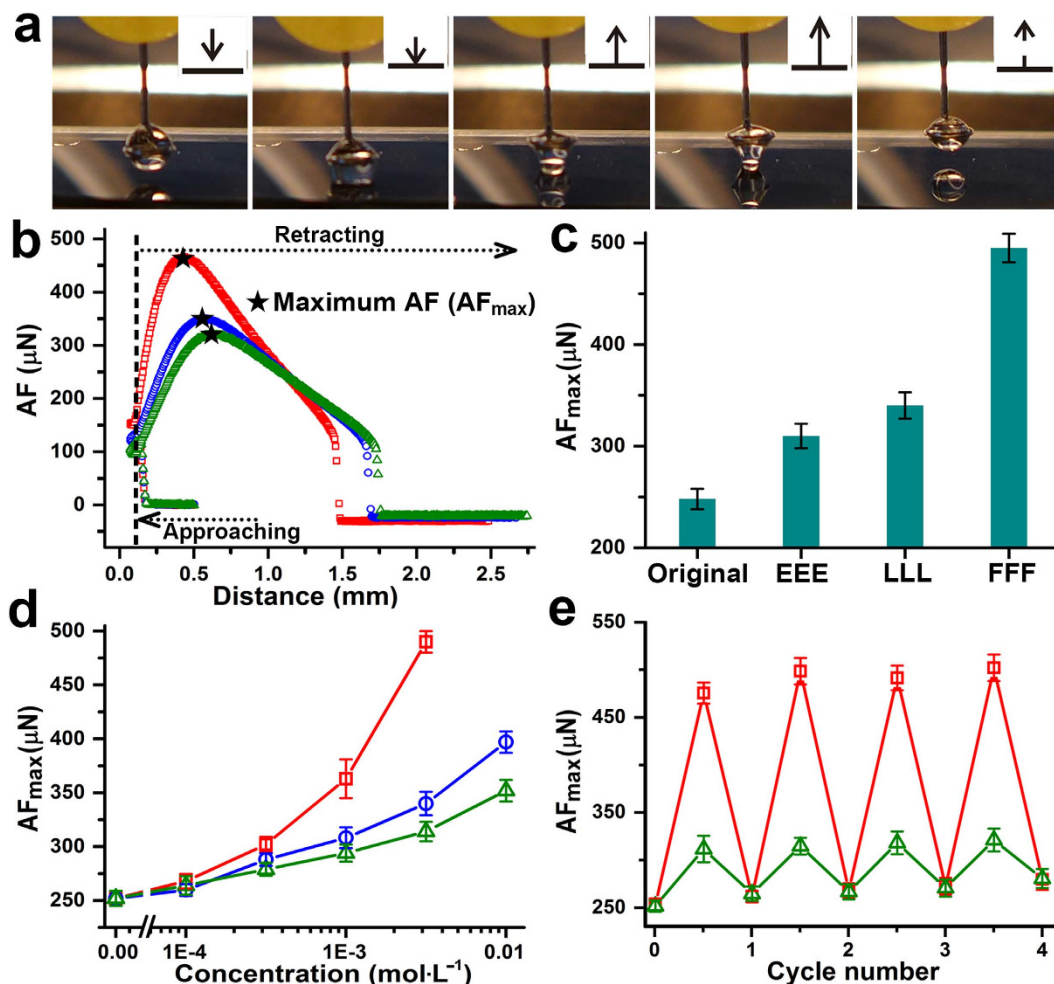 a
b
500
400
300
200
100
0
AF (μN)
Retracting
★Maximum AF (AFmax)
Approaching
0.0 0.5 1.0 1.5 2.0 2.5
Distance (mm)
c
500
400
300
200
AFmax(μN)
Original EEE LLL FFF
d
500
450
400
350
300
250
AFmax(μN)
0.00 1E-4 1E-3 0.01
Concentration (mol·L⁻¹)
e
550
450
350
250
AFmax(μN)
0 1 2 3 4
Cycle number